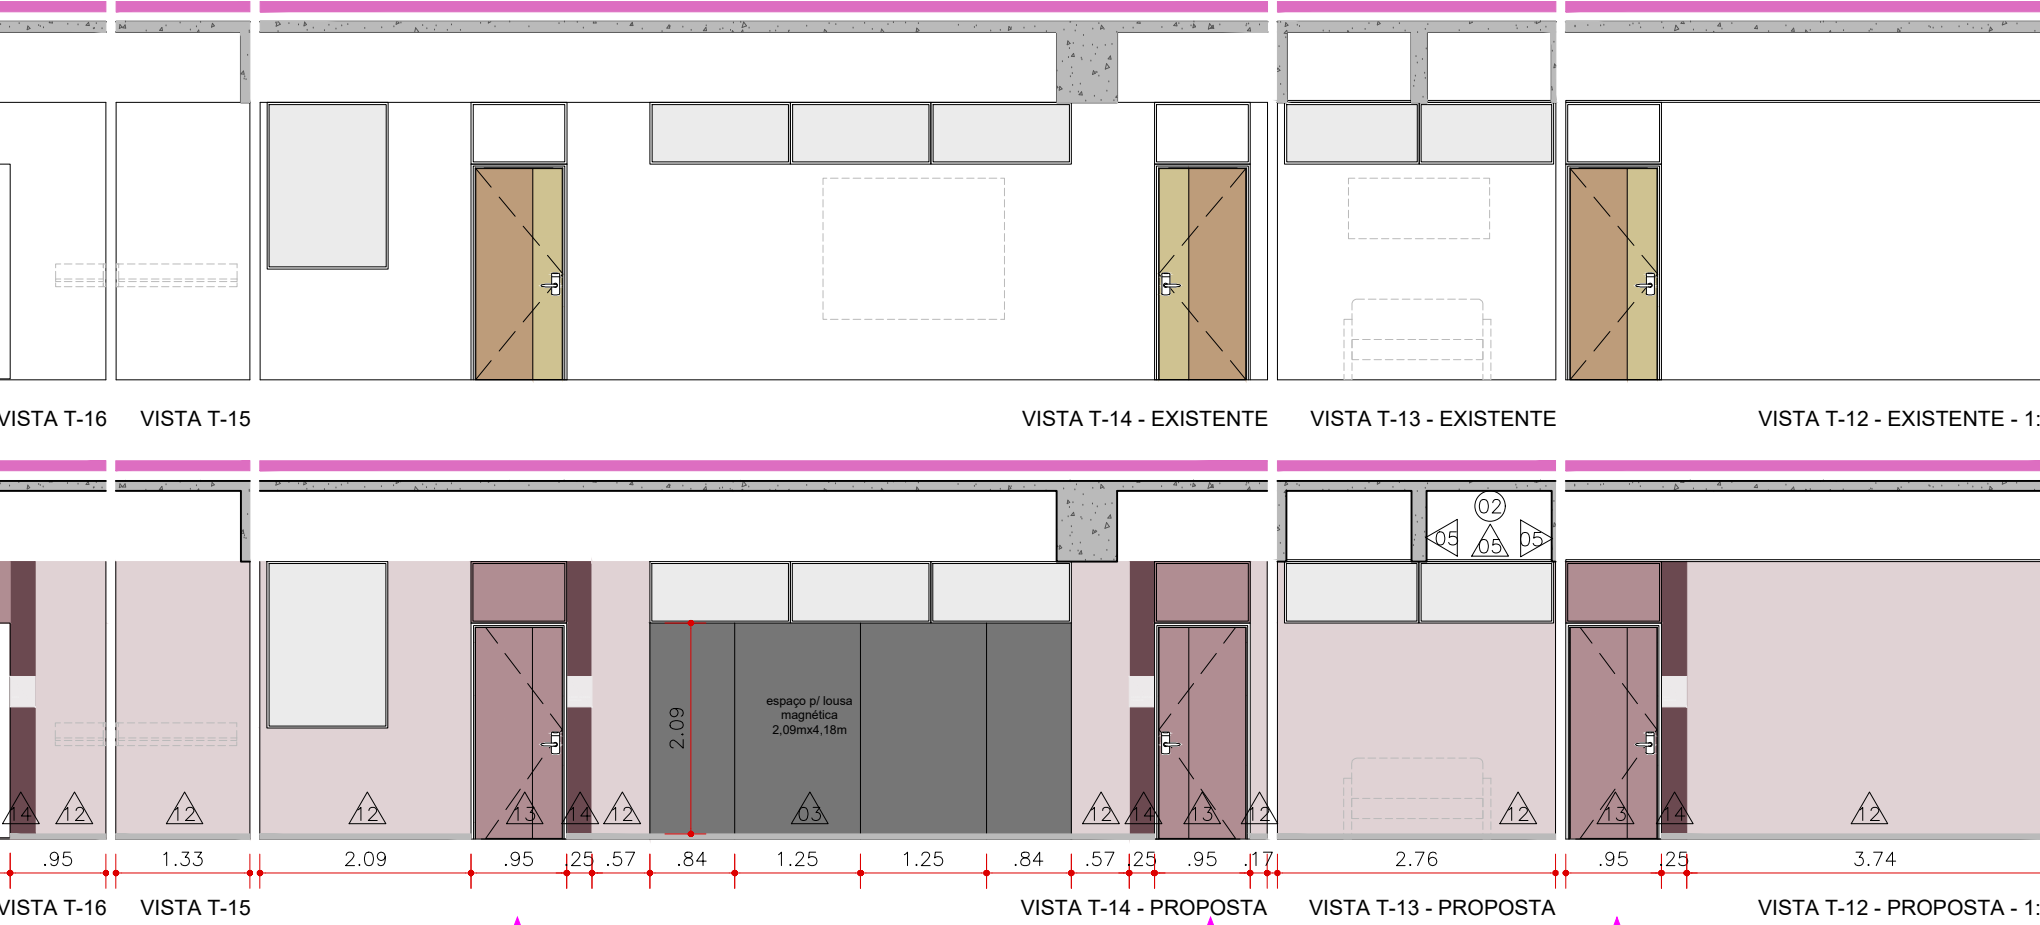 VISTA T-16 VISTA T-15 VISTA T-14 - EXISTENTE VISTA T-13 - EXISTENTE VISTA T-12 - EXISTENTE - 1:
02
05 05 05
espaço p/ lousa
magnética
2,09mx4,18m
2.09
14 12 12 12 13 14 12 03 12 14 13 12 12 13 14 12
.95 1.33 2.09 .95 .25 .57 .84 1.25 1.25 .84 .57 .25 .95 .17 2.76 .95 .25 3.74
VISTA T-16 VISTA T-15 VISTA T-14 - PROPOSTA VISTA T-13 - PROPOSTA VISTA T-12 - PROPOSTA - 1: